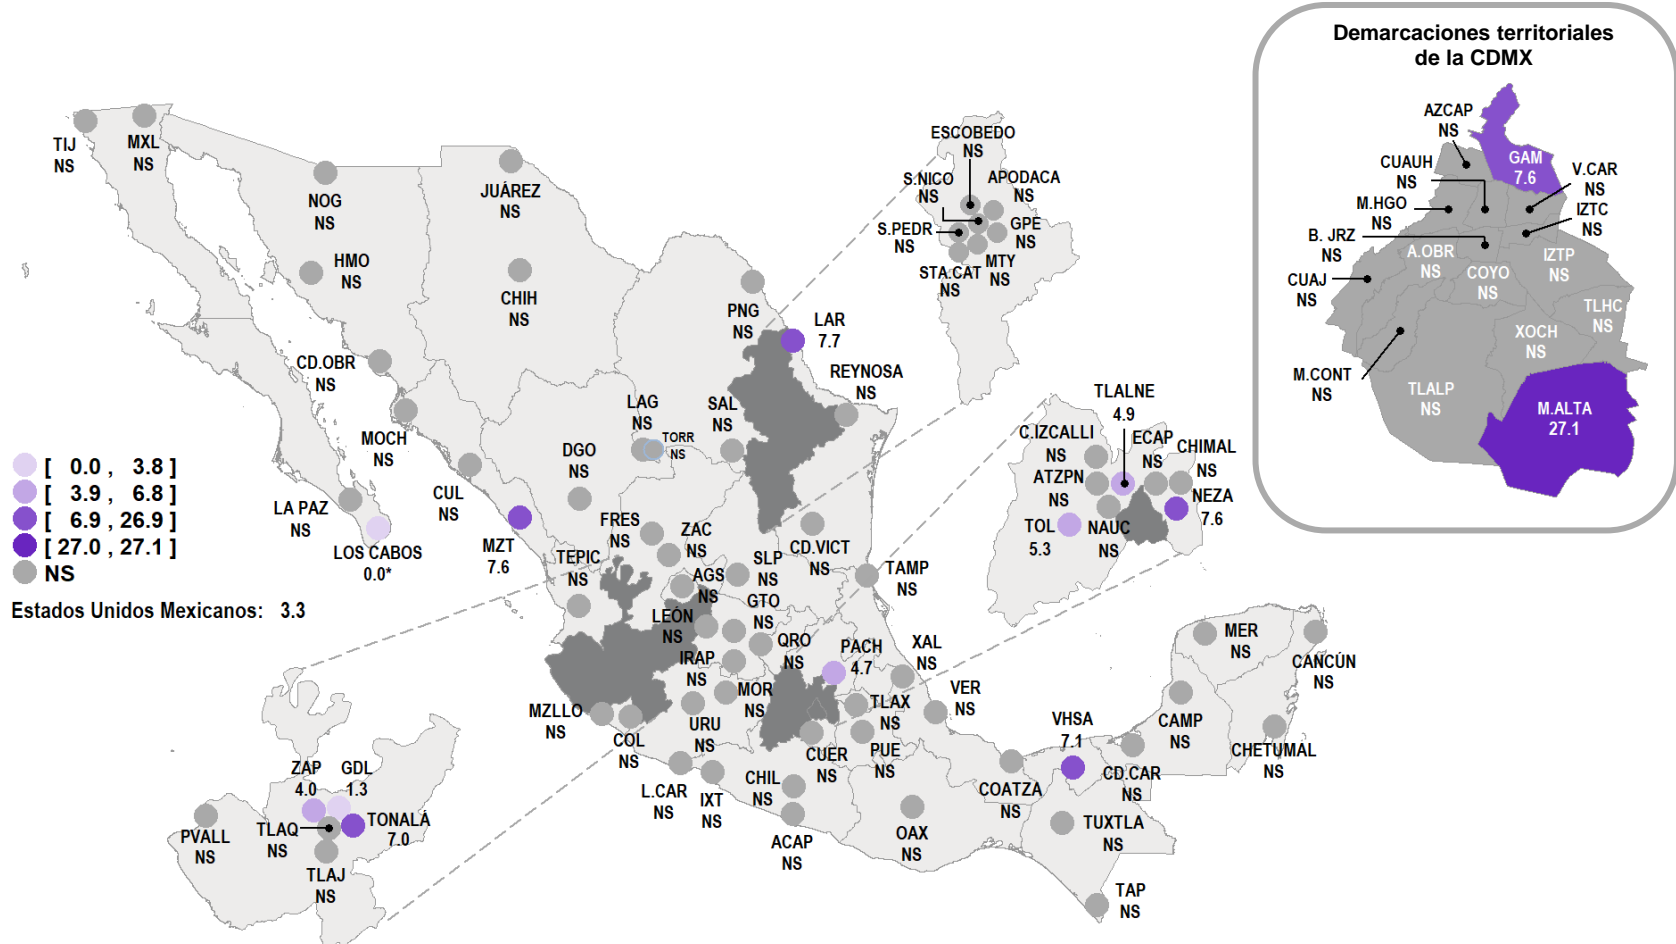 Demarcaciones territoriales
de la CDMX
AZCAP
NS
GAM
7.6
CUAUH
NS
V.CAR
NS
M.HGO
NS
IZTC
NS
B. JRZ
NS
A.OBR
NS
IZTP
NS
COYO
NS
CUAJ
NS
TLHC
NS
XOCH
NS
M.CONT
NS
TLALP
NS
M.ALTA
27.1
TIJ
NS
MXL
NS
NOG
NS
JUÁREZ
NS
HMO
NS
CHIH
NS
ESCOBEDO
NS
S.NICO
NS
APODACA
NS
S.PEDR
NS
GPE
NS
MTY
NS
STA.CAT
NS
PNG
NS
LAR
7.7
CD.OBR
NS
REYNOSA
NS
LAG
NS
SAL
NS
TORR
NS
MOCH
NS
DGO
NS
TLALNE
4.9
C.IZCALLI
NS
ECAP
NS
CHIMAL
NS
ATZPN
NS
NEZA
7.6
TOL
5.3
NAUC
NS
[ 0.0 , 3.8 ]
[ 3.9 , 6.8 ]
[ 6.9 , 26.9 ]
[ 27.0 , 27.1 ]
NS
Estados Unidos Mexicanos: 3.3
LA PAZ
NS
CUL
NS
LOS CABOS
0.0*
MZT
7.6
FRES
NS
ZAC
NS
CD.VICT
NS
TEPIC
NS
SLP
NS
TAMP
NS
AGS
NS
GTO
NS
LEÓN
NS
QRO
NS
PACH
4.7
XAL
NS
IRAP
NS
MOR
NS
TLAX
NS
VER
NS
MER
NS
CANCÚN
NS
MZLLO
NS
COL
NS
URU
NS
CUER
NS
PUE
NS
VHSA
7.1
CAMP
NS
CHETUMAL
NS
ZAP
4.0
GDL
1.3
TONALÁ
7.0
PVALL
NS
TLAQ
NS
TLAJ
NS
L.CAR
NS
IXT
NS
CHIL
NS
ACAP
NS
OAX
NS
COATZA
NS
CD.CAR
NS
TUXTLA
NS
TAP
NS